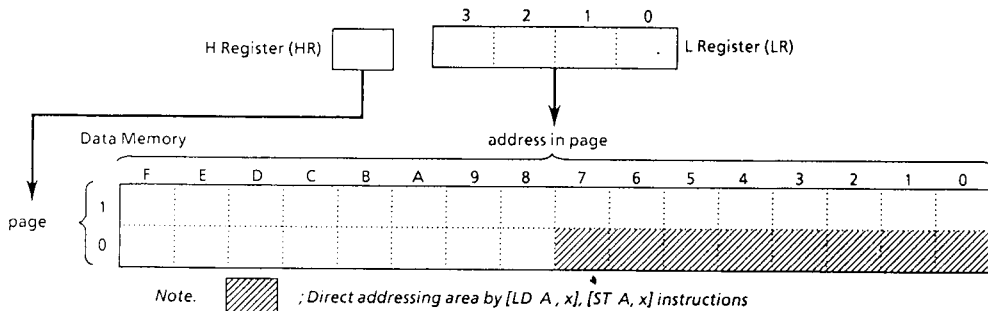 3 2 1 0
H Register (HR)
L Register (LR)
Data Memory
address in page
F E D C B A 9 8 7 6 5 4 3 2 1 0
page
1
0
Note. ; Direct addressing area by [LD A, x], [ST A, x] instructions